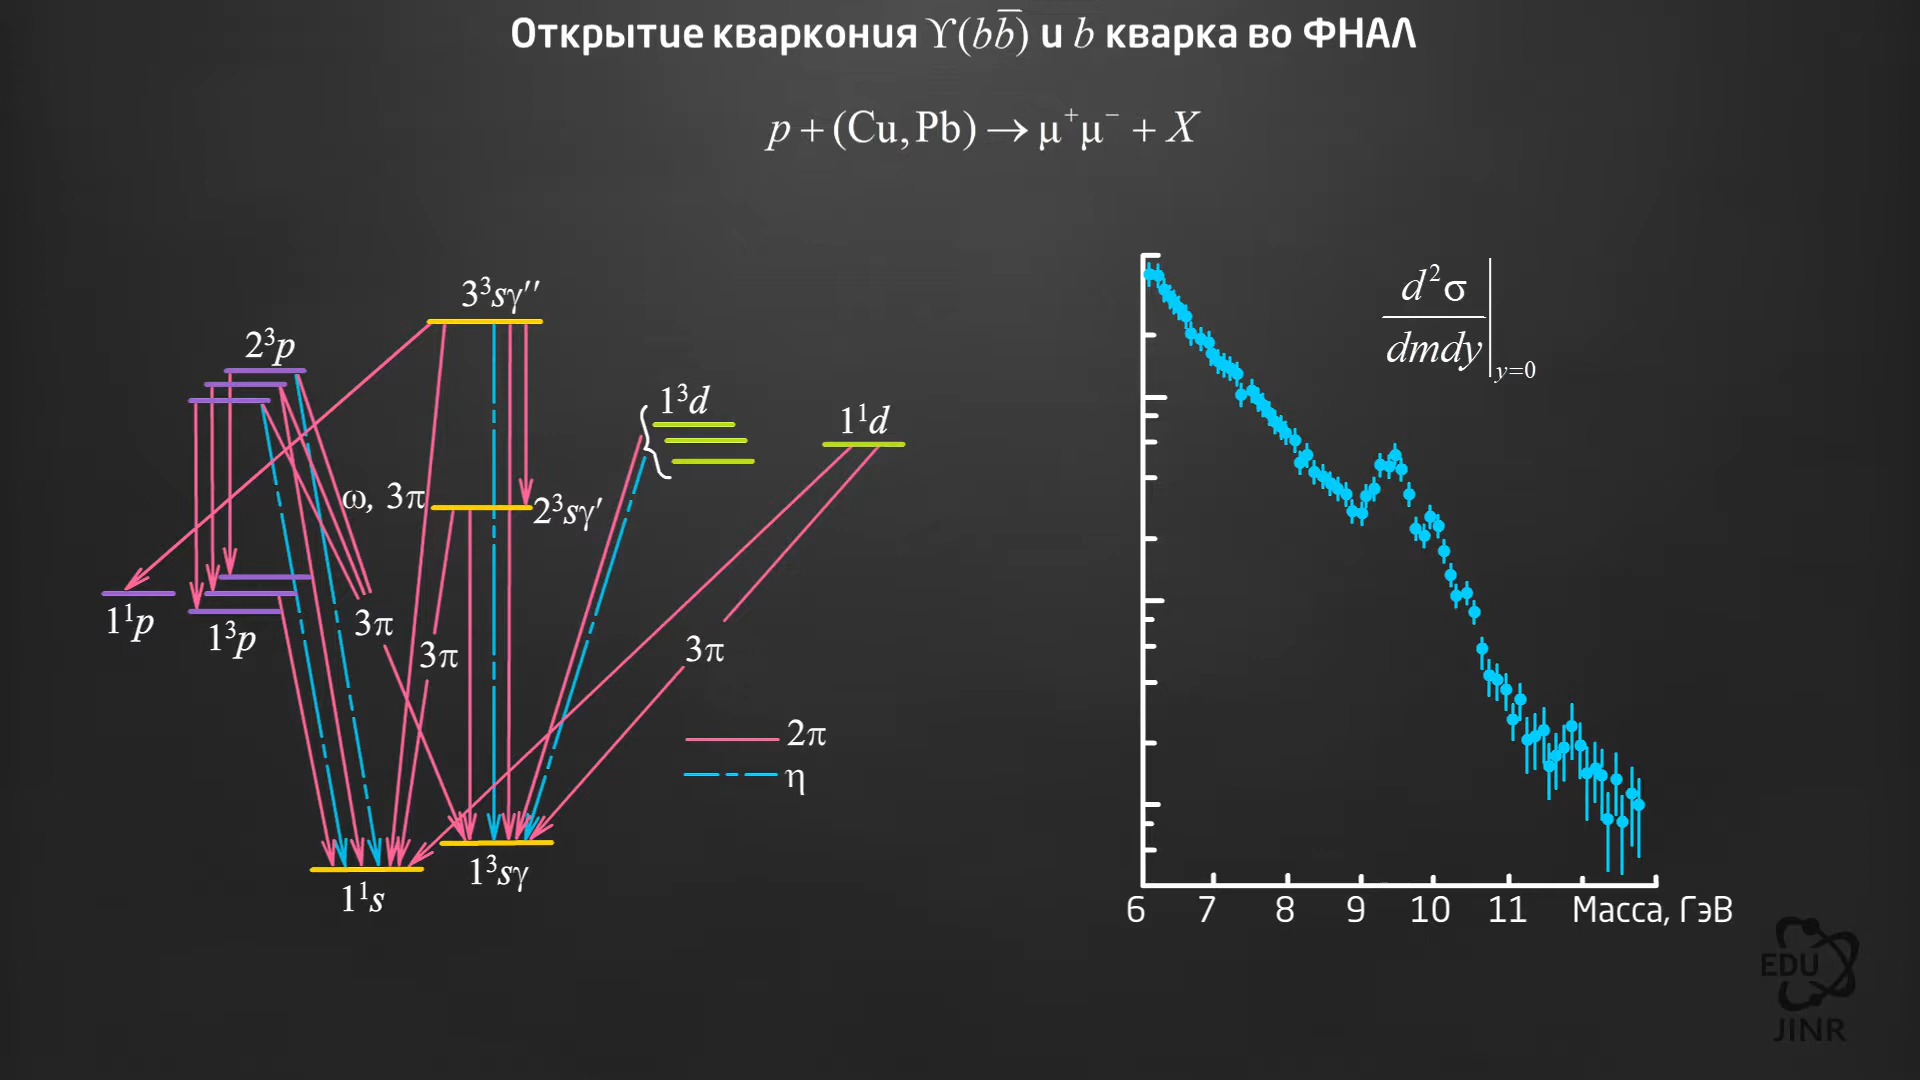 Открытие кваркония ϒ(bb̅) и b кварка во ФНАЛ
p + (Cu, Pb) → μ⁺μ⁻ + X
3³sγ′′
2³p
1³d
1¹d
ω, 3π
2³sγ′
1¹p
1³p
3π
3π
3π
2π
η
1³sγ
1¹s
d²σ
dmdy
y=0
6 7 8 9 10 11 Масса, ГэВ
EDU
JINR